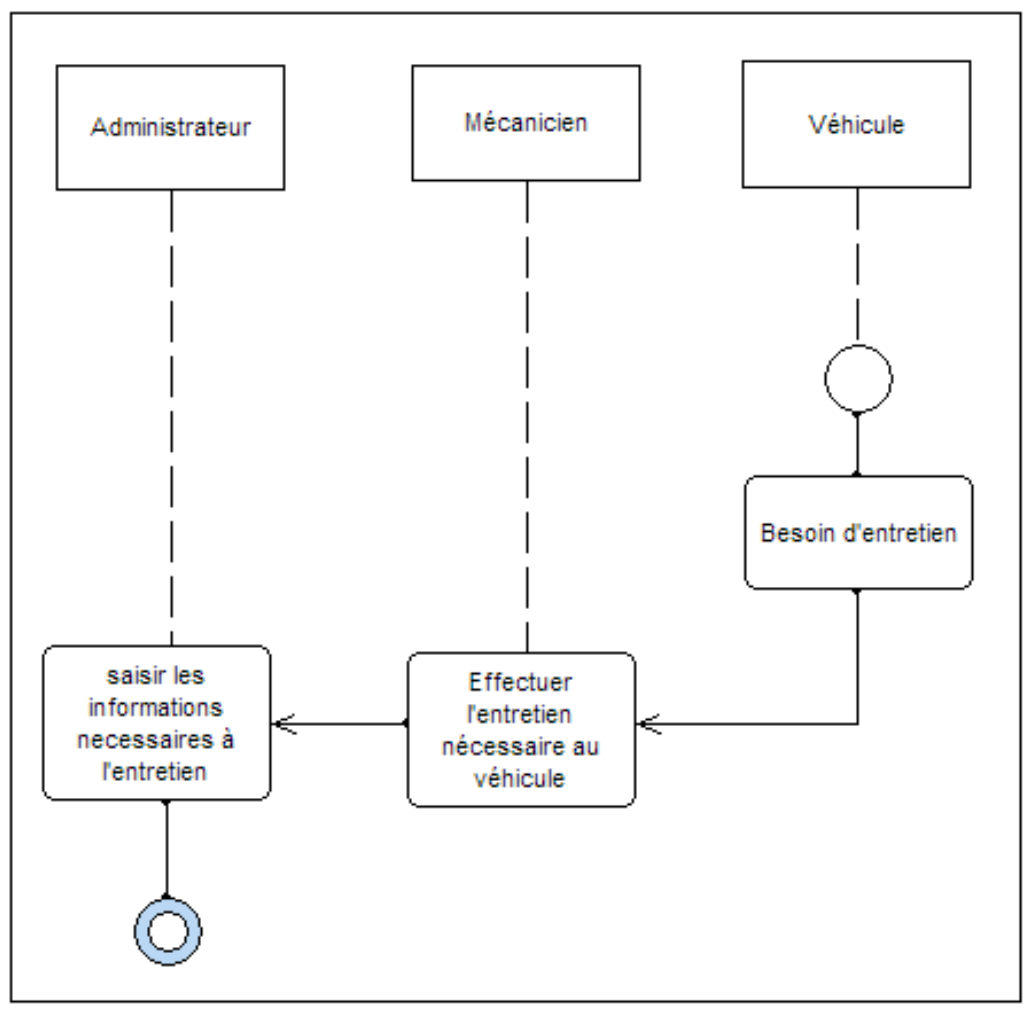 Administrateur
Mécanicien
Véhicule
Besoin d'entretien
saisir les
informations
necessaires à
l'entretien
Effectuer
l'entretien
nécessaire au
véhicule